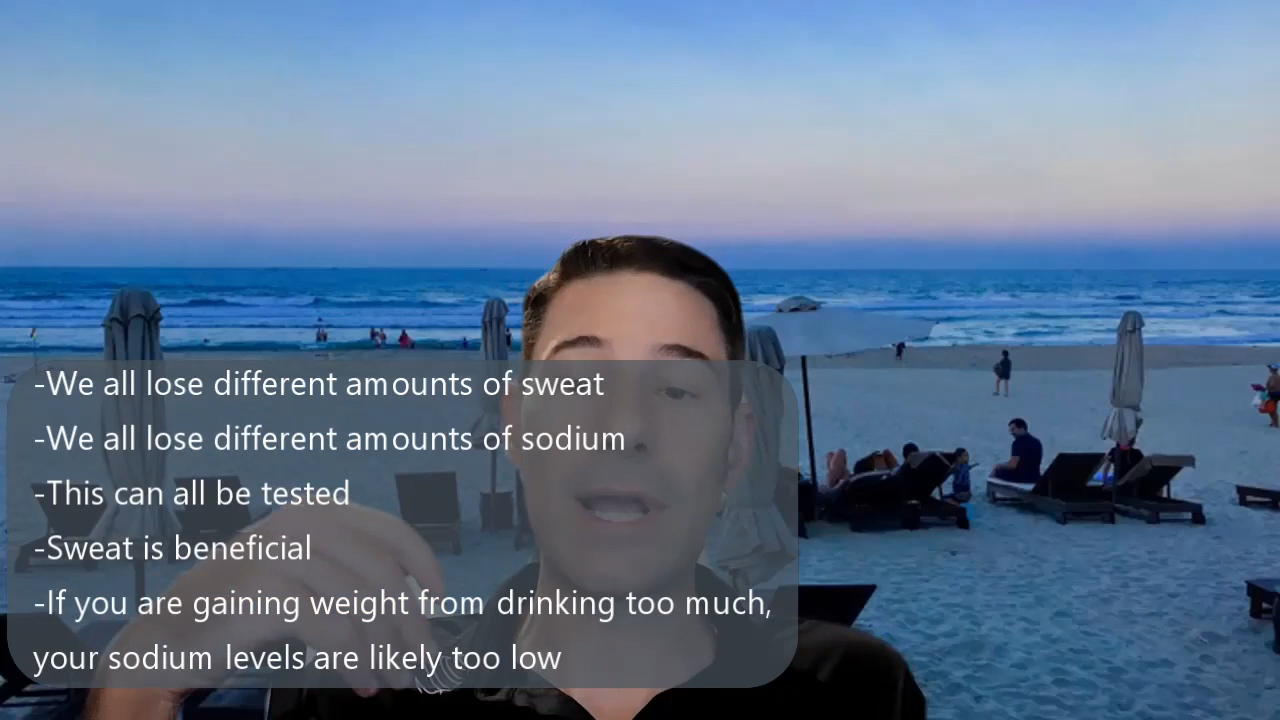 -We all lose different amounts of sweat
-We all lose different amounts of sodium
-This can all be tested
-Sweat is beneficial
-If you are gaining weight from drinking too much,
your sodium levels are likely too low